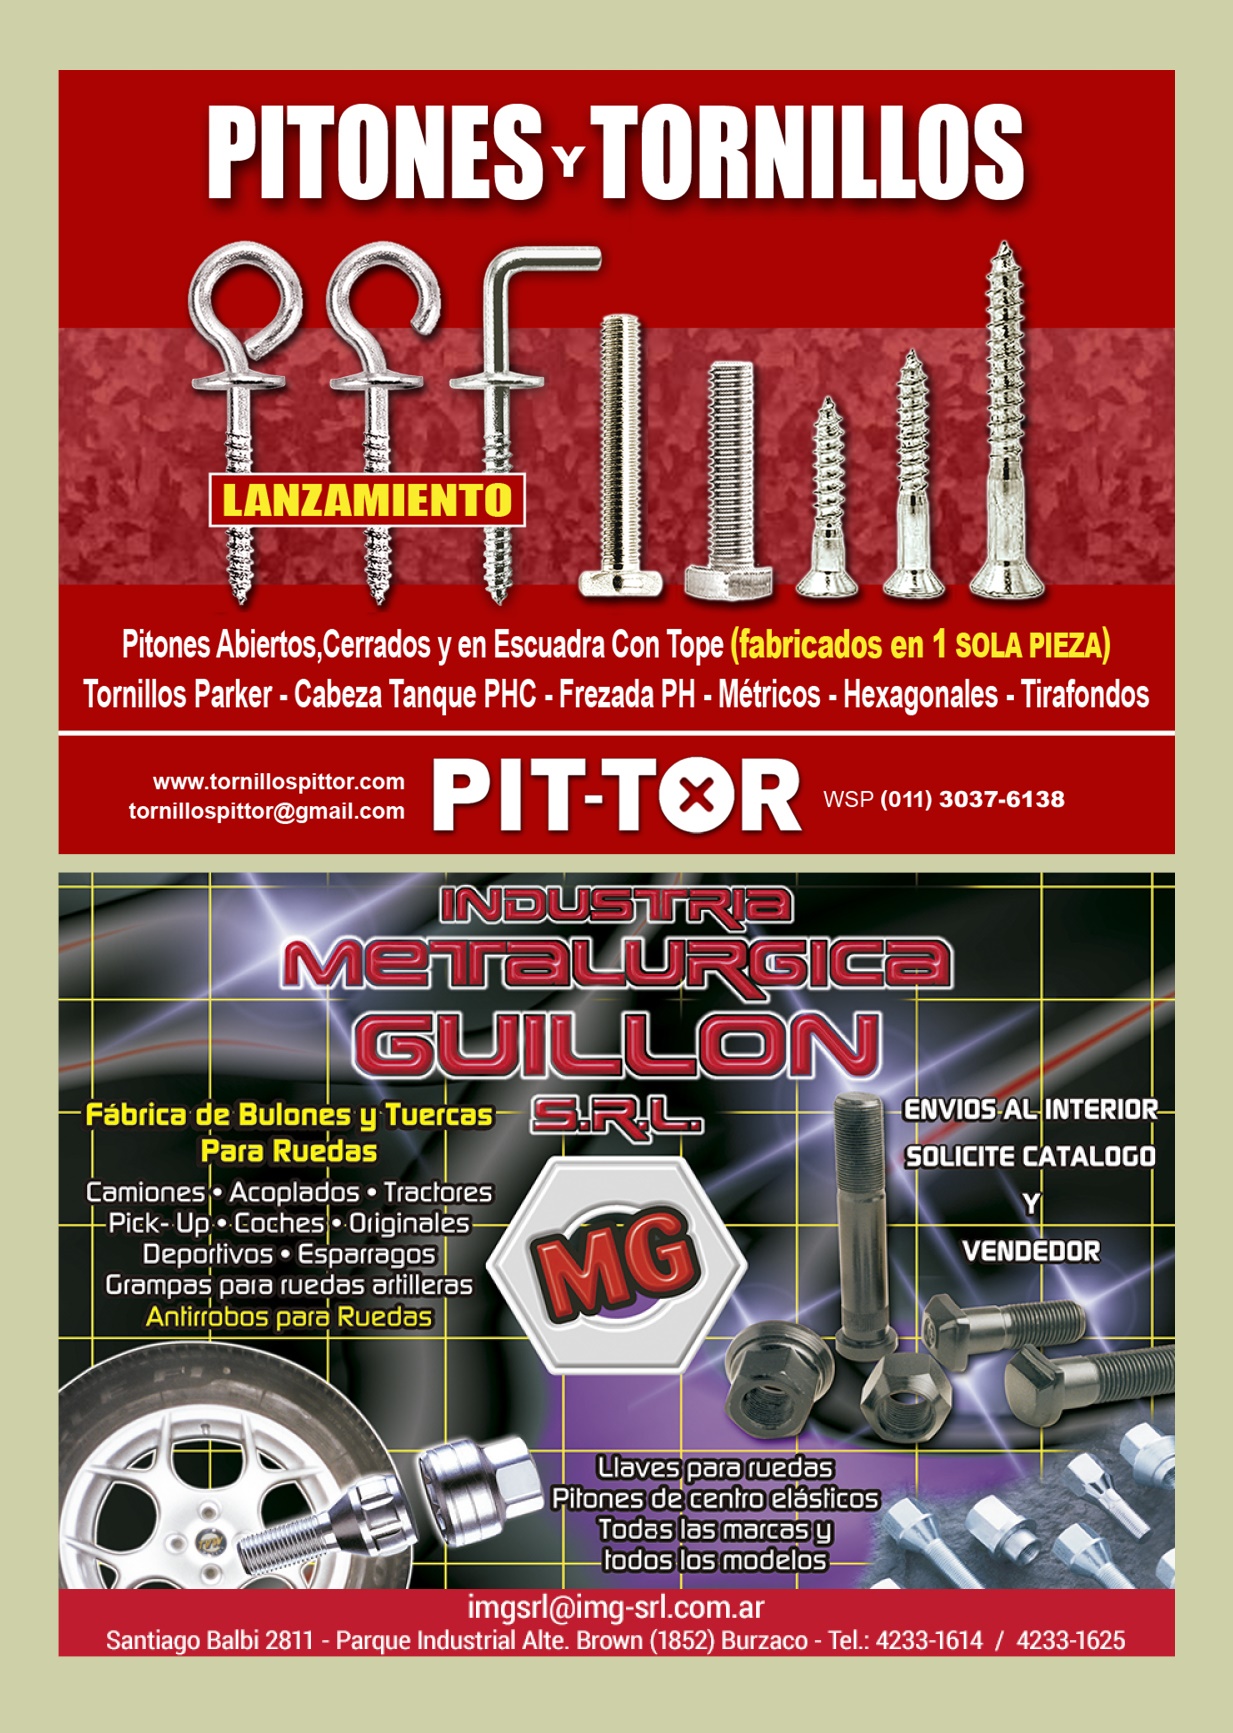 PITONES Y TORNILLOS
LANZAMIENTO
Pitones Abiertos,Cerrados y en Escuadra Con Tope (fabricados en 1 SOLA PIEZA)
Tornillos Parker - Cabeza Tanque PHC - Frezada PH - Métricos - Hexagonales - Tirafondos
www.tornillospittor.com
tornillospittor@gmail.com
PIT-TOR
WSP (011) 3037-6138
INDUSTRIA
METALURGICA
GUILLON
S.R.L.
Fábrica de Bulones y Tuercas
Para Ruedas
Camiones • Acoplados • Tractores
Pick- Up • Coches • Originales
Deportivos • Esparragos
Grampas para ruedas artilleras
Antirrobos para Ruedas
MG
ENVIOS AL INTERIOR
SOLICITE CATALOGO
Y
VENDEDOR
Llaves para ruedas
Pitones de centro elásticos
Todas las marcas y
todos los modelos
imgsrl@img-srl.com.ar
Santiago Balbi 2811 - Parque Industrial Alte. Brown (1852) Burzaco - Tel.: 4233-1614 / 4233-1625